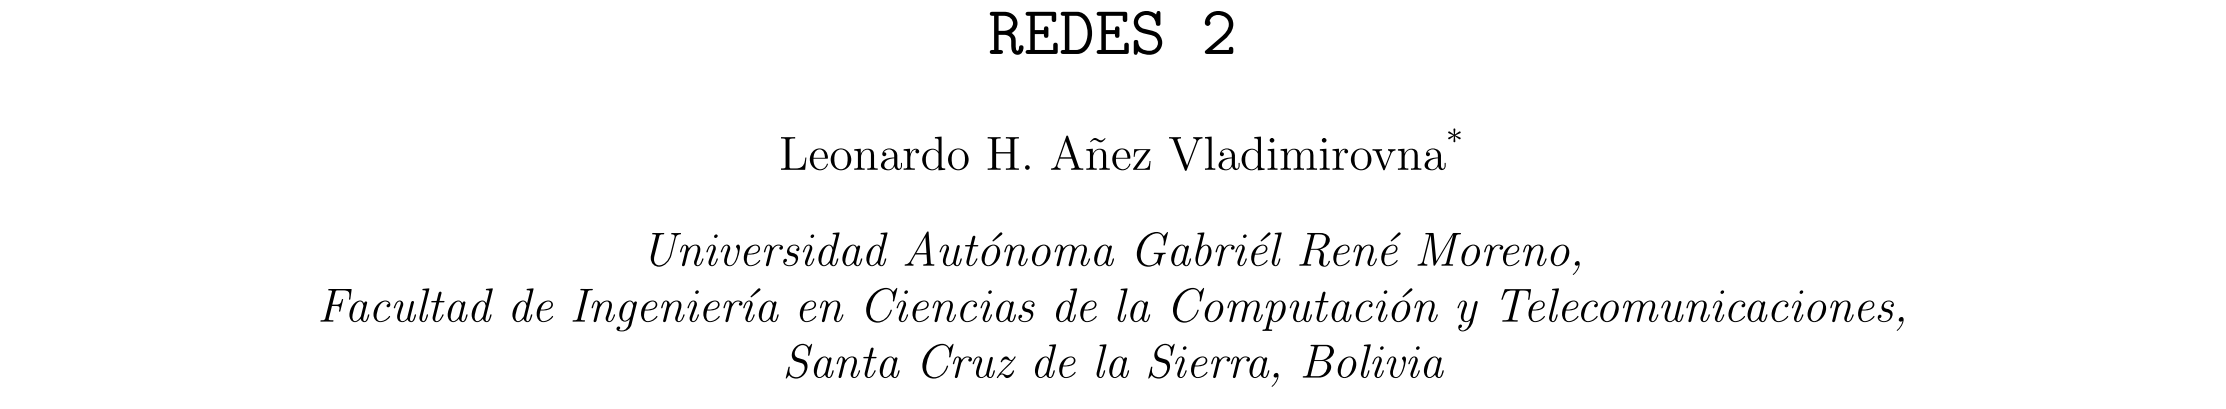 REDES 2
Leonardo H. Añez Vladimirovna*
Universidad Autónoma Gabriél René Moreno,
Facultad de Ingeniería en Ciencias de la Computación y Telecomunicaciones,
Santa Cruz de la Sierra, Bolivia